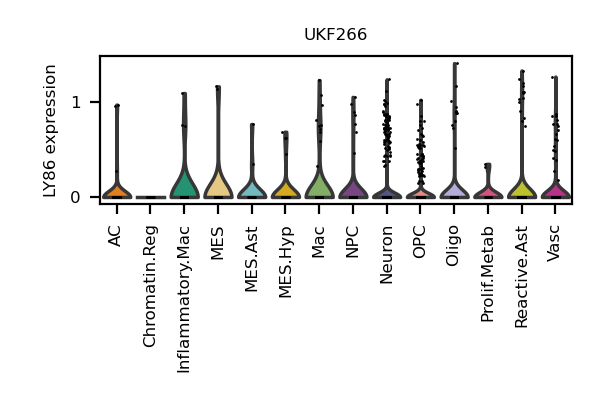 UKF266
LY86 expression
1
0
AC
Chromatin.Reg
Inflammatory.Mac
MES
MES.Ast
MES.Hyp
Mac
NPC
Neuron
OPC
Oligo
Prolif.Metab
Reactive.Ast
Vasc